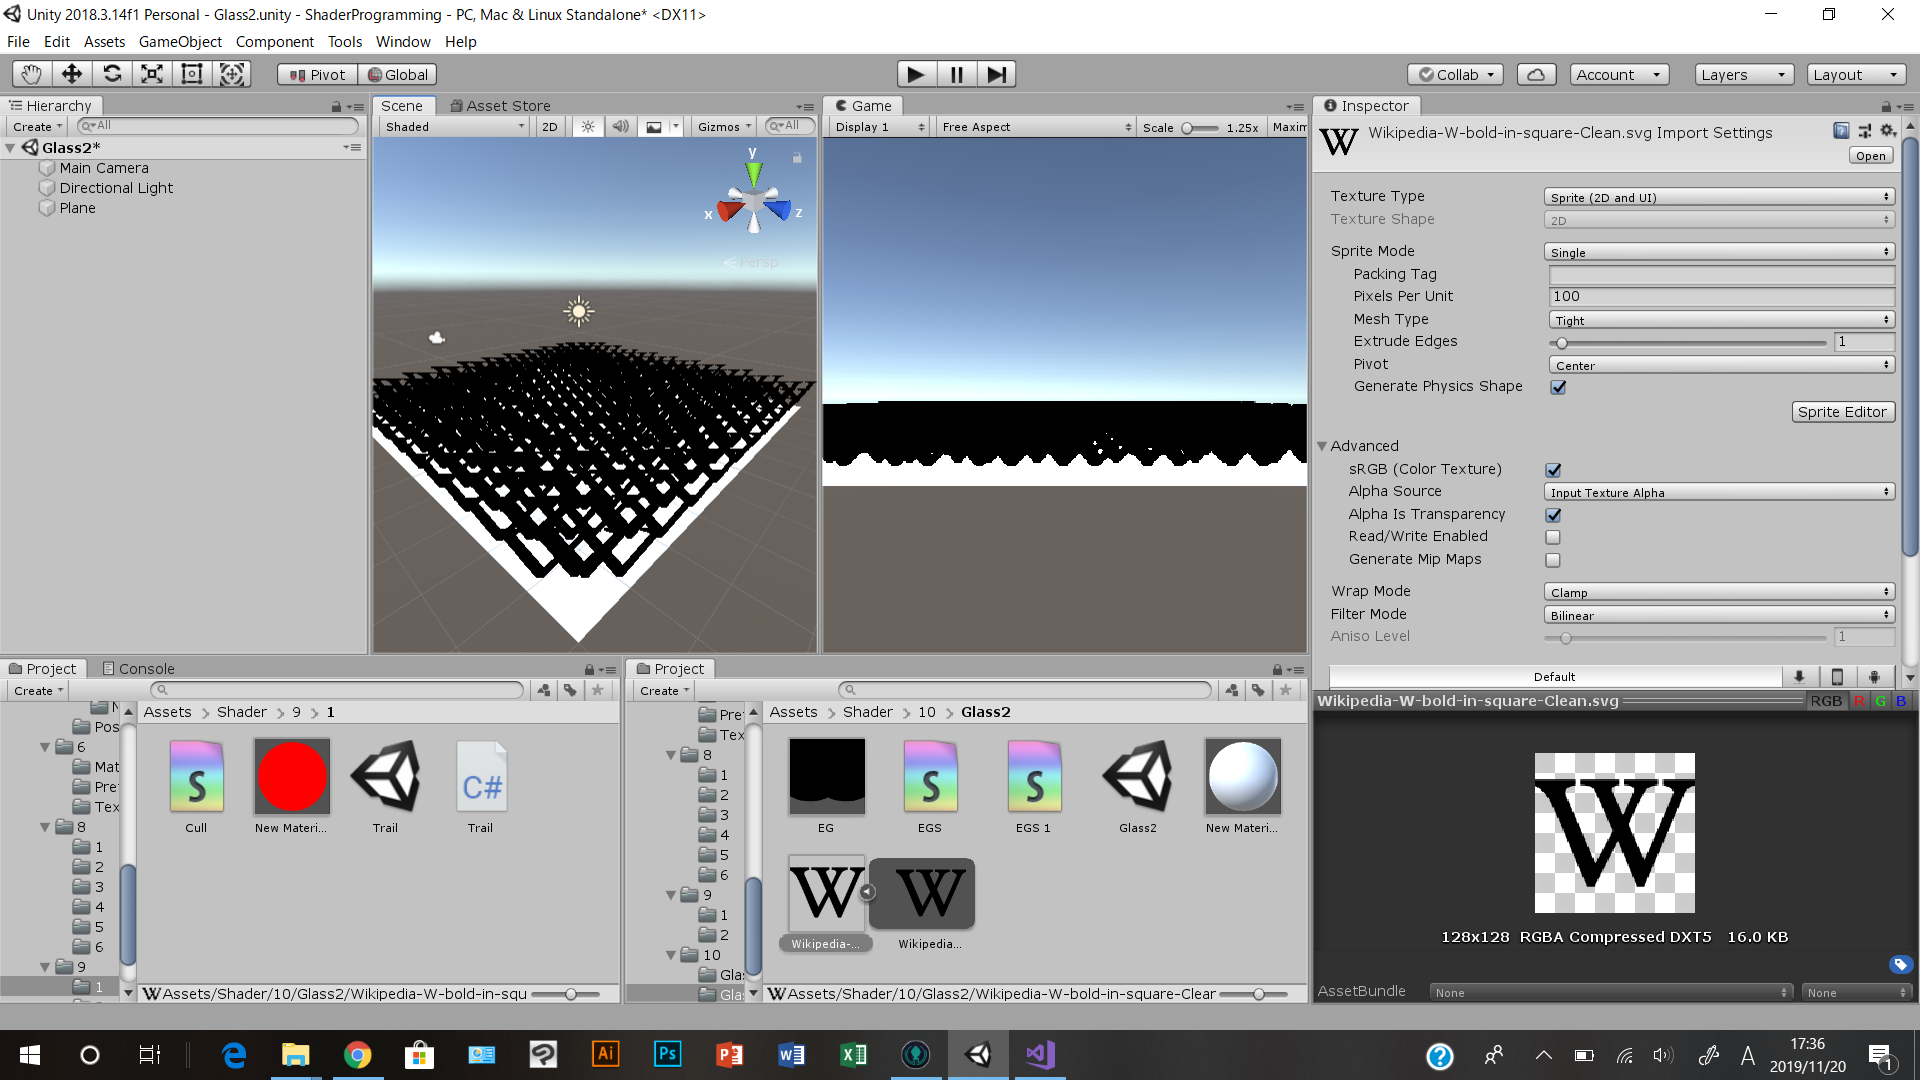 Unity 2018.3.14f1 Personal - Glass2.unity - ShaderProgramming - PC, Mac & Linux Standalone* <DX11>
File Edit Assets GameObject Component Tools Window Help
Pivot Global Collab Account Layers Layout
Hierarchy
Create All
Glass2*
Main Camera
Directional Light
Plane
Scene Asset Store
Shaded 2D Gizmos All
y
x
z
Persp
Game
Display 1 Free Aspect Scale 1.25x Maxim
Inspector
Wikipedia-W-bold-in-square-Clean.svg Import Settings
Open
Texture Type Sprite (2D and UI)
Texture Shape 2D
Sprite Mode Single
Packing Tag
Pixels Per Unit 100
Mesh Type Tight
Extrude Edges 1
Pivot Center
Generate Physics Shape
Sprite Editor
Advanced
sRGB (Color Texture)
Alpha Source Input Texture Alpha
Alpha Is Transparency
Read/Write Enabled
Generate Mip Maps
Wrap Mode Clamp
Filter Mode Bilinear
Aniso Level 1
Default
Wikipedia-W-bold-in-square-Clean.svg RGB R G B
W
128x128 RGBA Compressed DXT5 16.0 KB
AssetBundle None None
Project Console
Create
Pos
6
Mat
Pre
Tex
8
1
2
3
4
5
6
9
1
Assets Shader 9 1
S S C#
Cull New Materi... Trail Trail
Assets/Shader/9/1
Project
Create
Pre
Tex
8
1
2
3
4
5
6
9
1
2
10
Gla
Gla
Assets Shader 10 Glass2
EG EGS EGS 1 Glass2 New Materi...
Wikipedia-... Wikipedia...
Assets/Shader/10/Glass2/Wikipedia-W-bold-in-squ
Assets/Shader/10/Glass2/Wikipedia-W-bold-in-square-Clear
Ai Ps A
17:36
2019/11/20
1